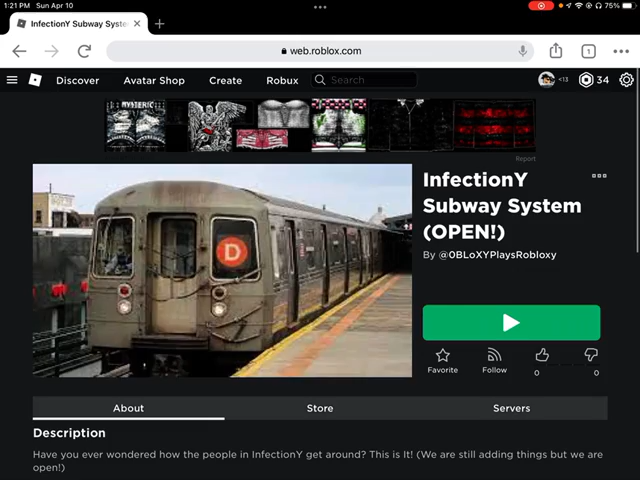 1:21 PM Sun Apr 10
75%
InfectionY Subway Syste
web.roblox.com
1
Discover
Avatar Shop
Create
Robux
Search
<13
34
MYSTERIC
Report
D
InfectionY
Subway System
(OPEN!)
By @0BLoXYPlaysRobloxy
Favorite
Follow
0
0
About
Store
Servers
Description
Have you ever wondered how the people in InfectionY get around? This is It! (We are still adding things but we are
open!)